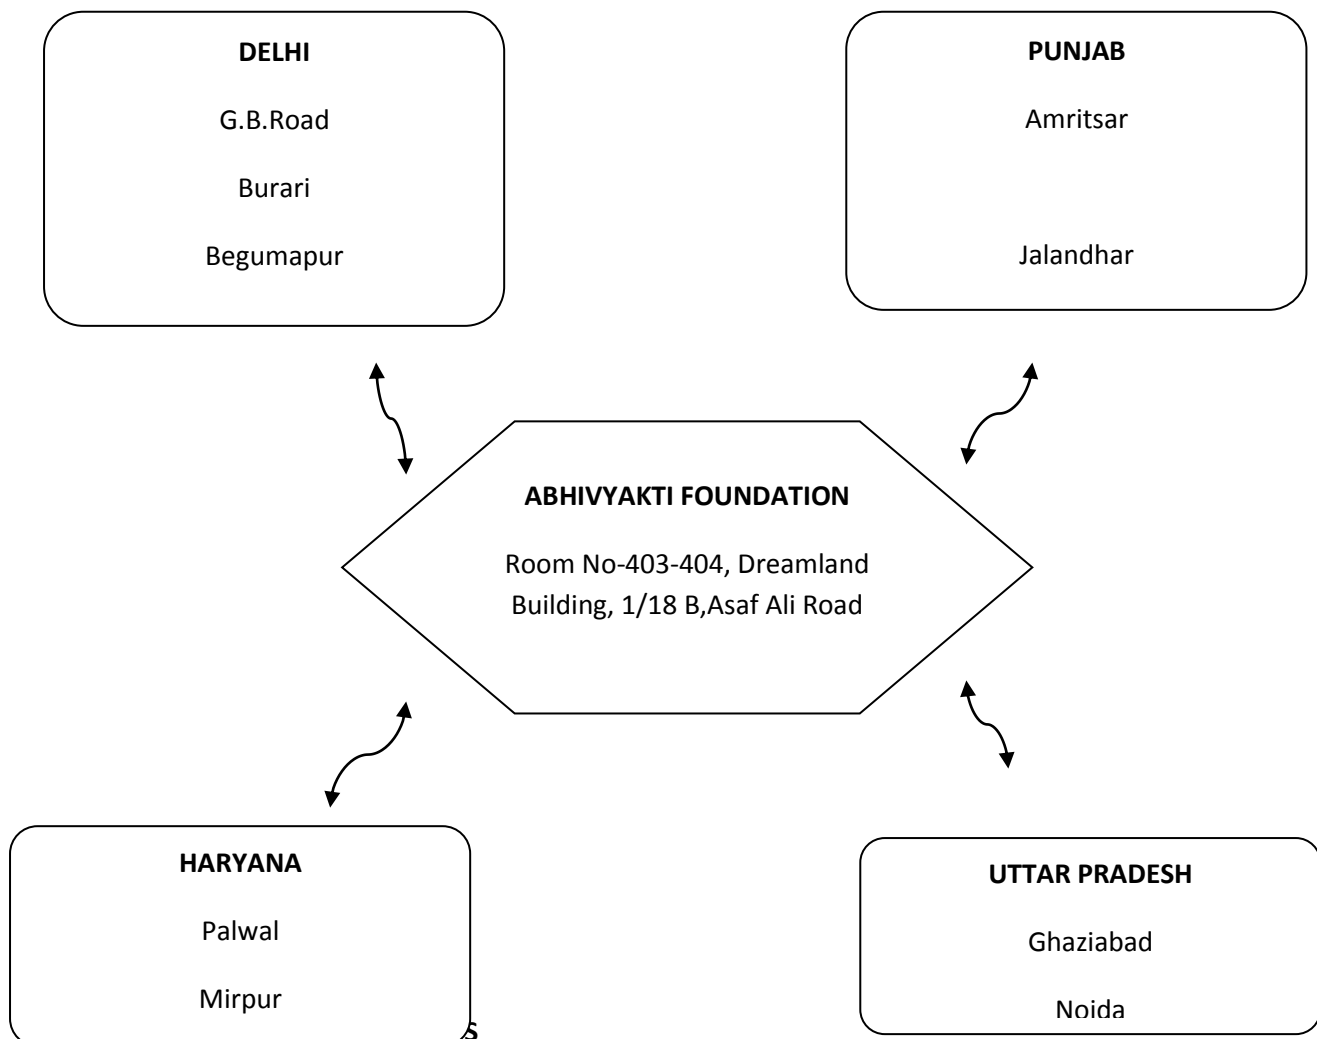 DELHI
G.B.Road
Burari
Begumapur
PUNJAB
Amritsar
Jalandhar
ABHIVYAKTI FOUNDATION
Room No-403-404, Dreamland
Building, 1/18 B,Asaf Ali Road
HARYANA
Palwal
Mirpur
UTTAR PRADESH
Ghaziabad
Noida